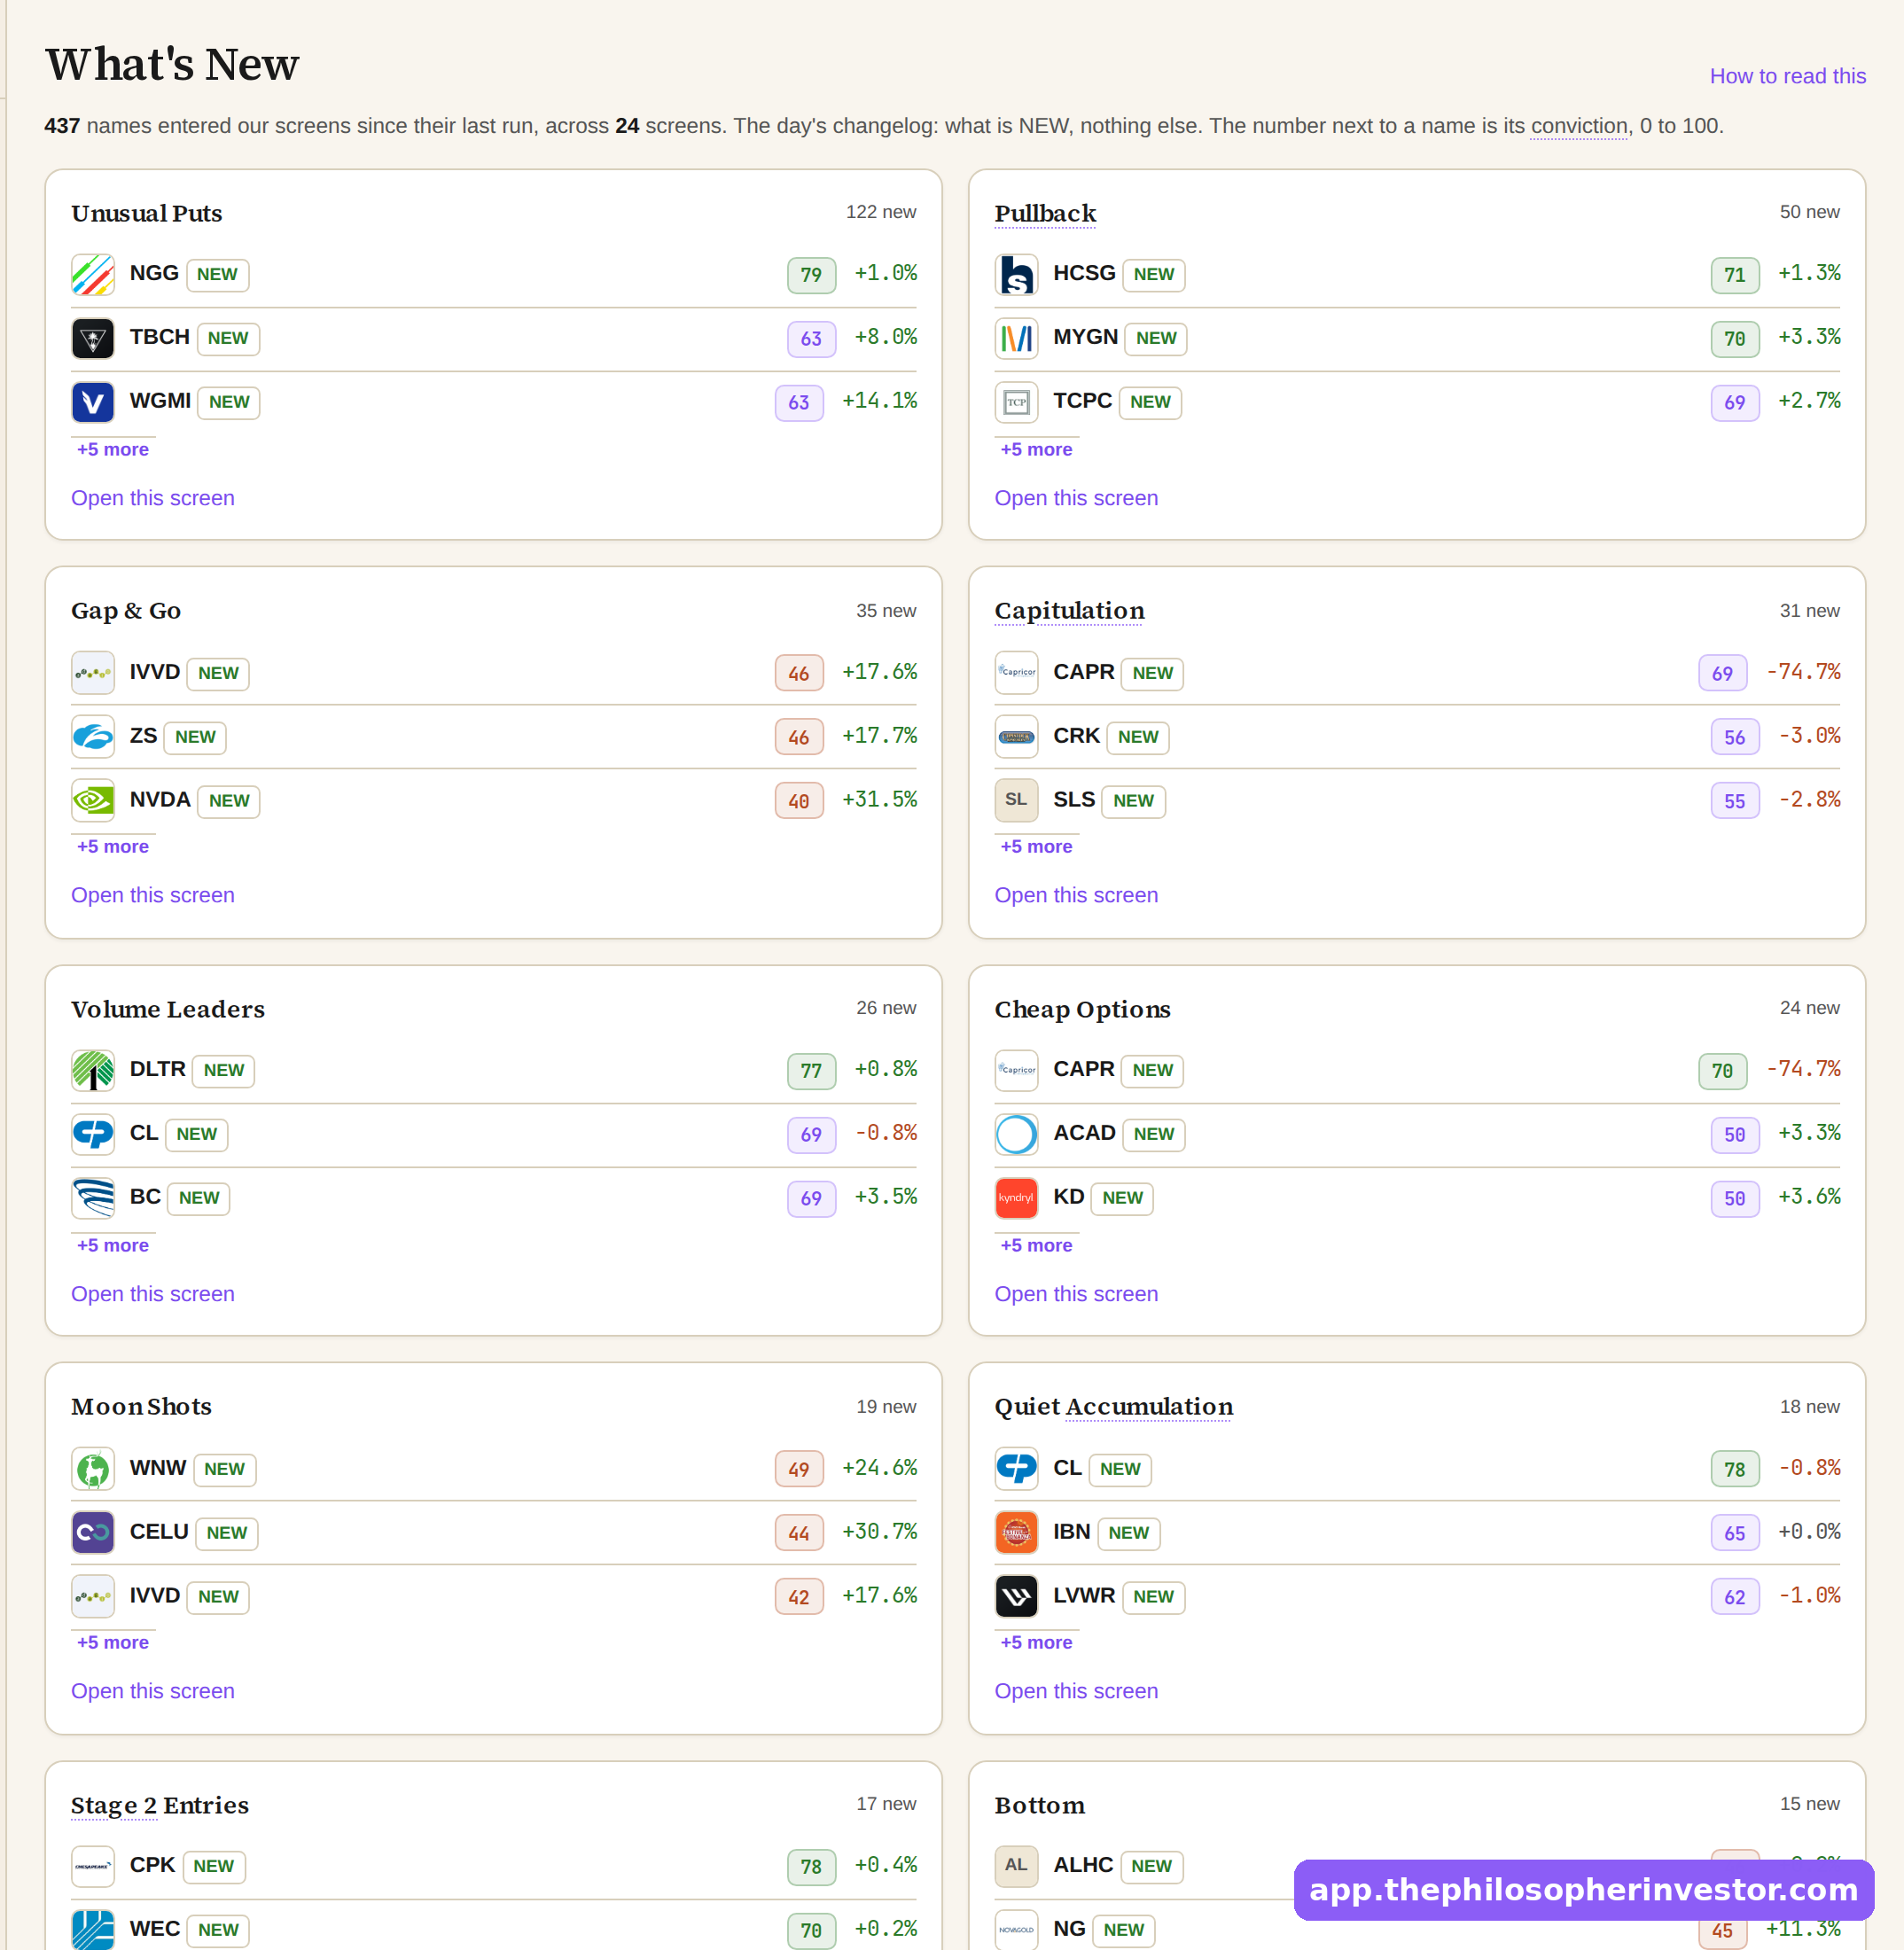 What's New
How to read this
437 names entered our screens since their last run, across 24 screens. The day's changelog: what is NEW, nothing else. The number next to a name is its conviction, 0 to 100.
Unusual Puts 122 new
NGG NEW 79 +1.0%
TBCH NEW 63 +8.0%
WGMI NEW 63 +14.1%
+5 more
Open this screen
Pullback 50 new
HCSG NEW 71 +1.3%
MYGN NEW 70 +3.3%
TCP TCPC NEW 69 +2.7%
+5 more
Open this screen
Gap & Go 35 new
IVVD NEW 46 +17.6%
ZS NEW 46 +17.7%
NVDA NEW 40 +31.5%
+5 more
Open this screen
Capitulation 31 new
Capricor CAPR NEW 69 -74.7%
CRK NEW 56 -3.0%
SL SLS NEW 55 -2.8%
+5 more
Open this screen
Volume Leaders 26 new
DLTR NEW 77 +0.8%
CL NEW 69 -0.8%
BC NEW 69 +3.5%
+5 more
Open this screen
Cheap Options 24 new
Capricor CAPR NEW 70 -74.7%
ACAD NEW 50 +3.3%
kyndryl KD NEW 50 +3.6%
+5 more
Open this screen
Moon Shots 19 new
WNW NEW 49 +24.6%
CELU NEW 44 +30.7%
IVVD NEW 42 +17.6%
+5 more
Open this screen
Quiet Accumulation 18 new
CL NEW 78 -0.8%
IBN NEW 65 +0.0%
LVWR NEW 62 -1.0%
+5 more
Open this screen
Stage 2 Entries 17 new
CHESAPEAKE CPK NEW 78 +0.4%
WEC NEW 70 +0.2%
Bottom 15 new
AL ALHC NEW
NOVAGOLD NG NEW 45 +11.3%
app.thephilosopherinvestor.com